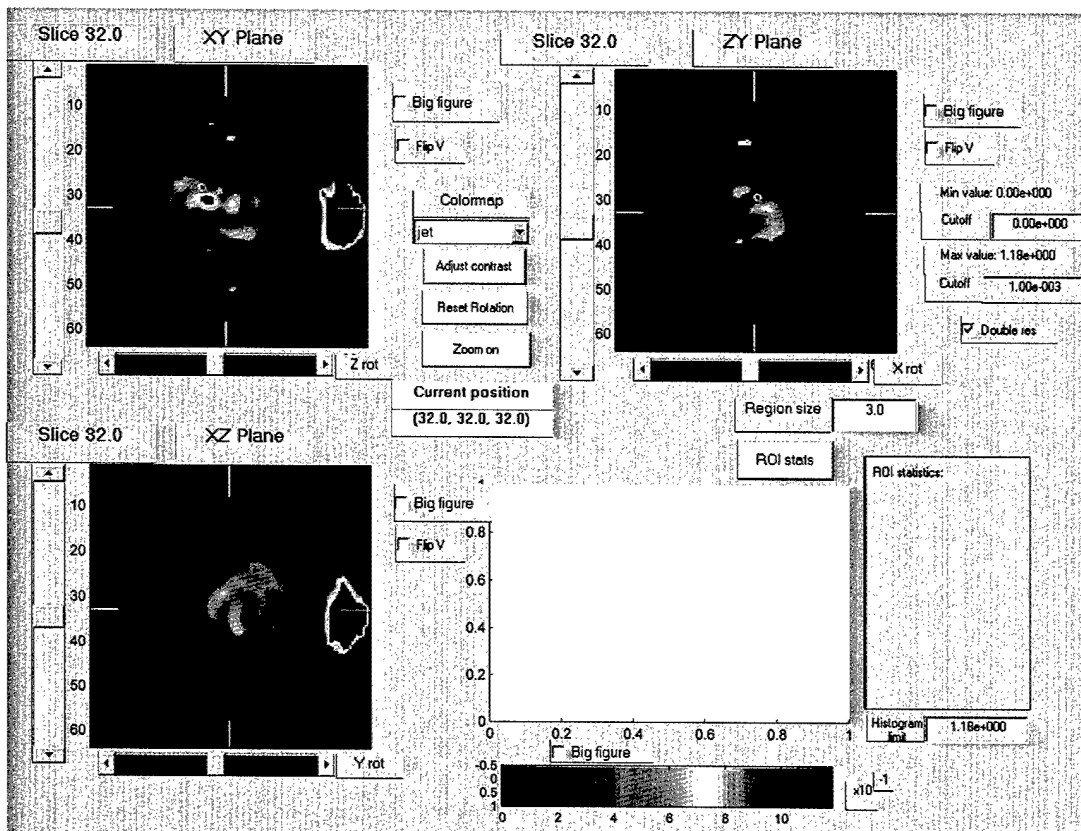 Slice 32.0
XY Plane
10
20
30
40
50
60
Z rot
Big figure
Flip V
Colormap
jet
Adjust contrast
Reset Rotation
Zoom on
Current position
(32.0, 32.0, 32.0)
Slice 32.0
ZY Plane
10
20
30
40
50
60
X rot
Big figure
Flip V
Min value: 0.00e+000
Cutoff 0.00e+000
Max value: 1.18e+000
Cutoff 1.00e-003
Double res
Region size 3.0
ROI stats
ROI statistics:
Slice 32.0
XZ Plane
10
20
30
40
50
60
Y rot
Big figure
Flip V
0.8
0.6
0.4
0.2
0
0 0.2 0.4 0.6 0.8 1
Histogram limit 1.18e+000
Big figure
-0.5
0
0.5
1
0 2 4 6 8 10
x10 -1